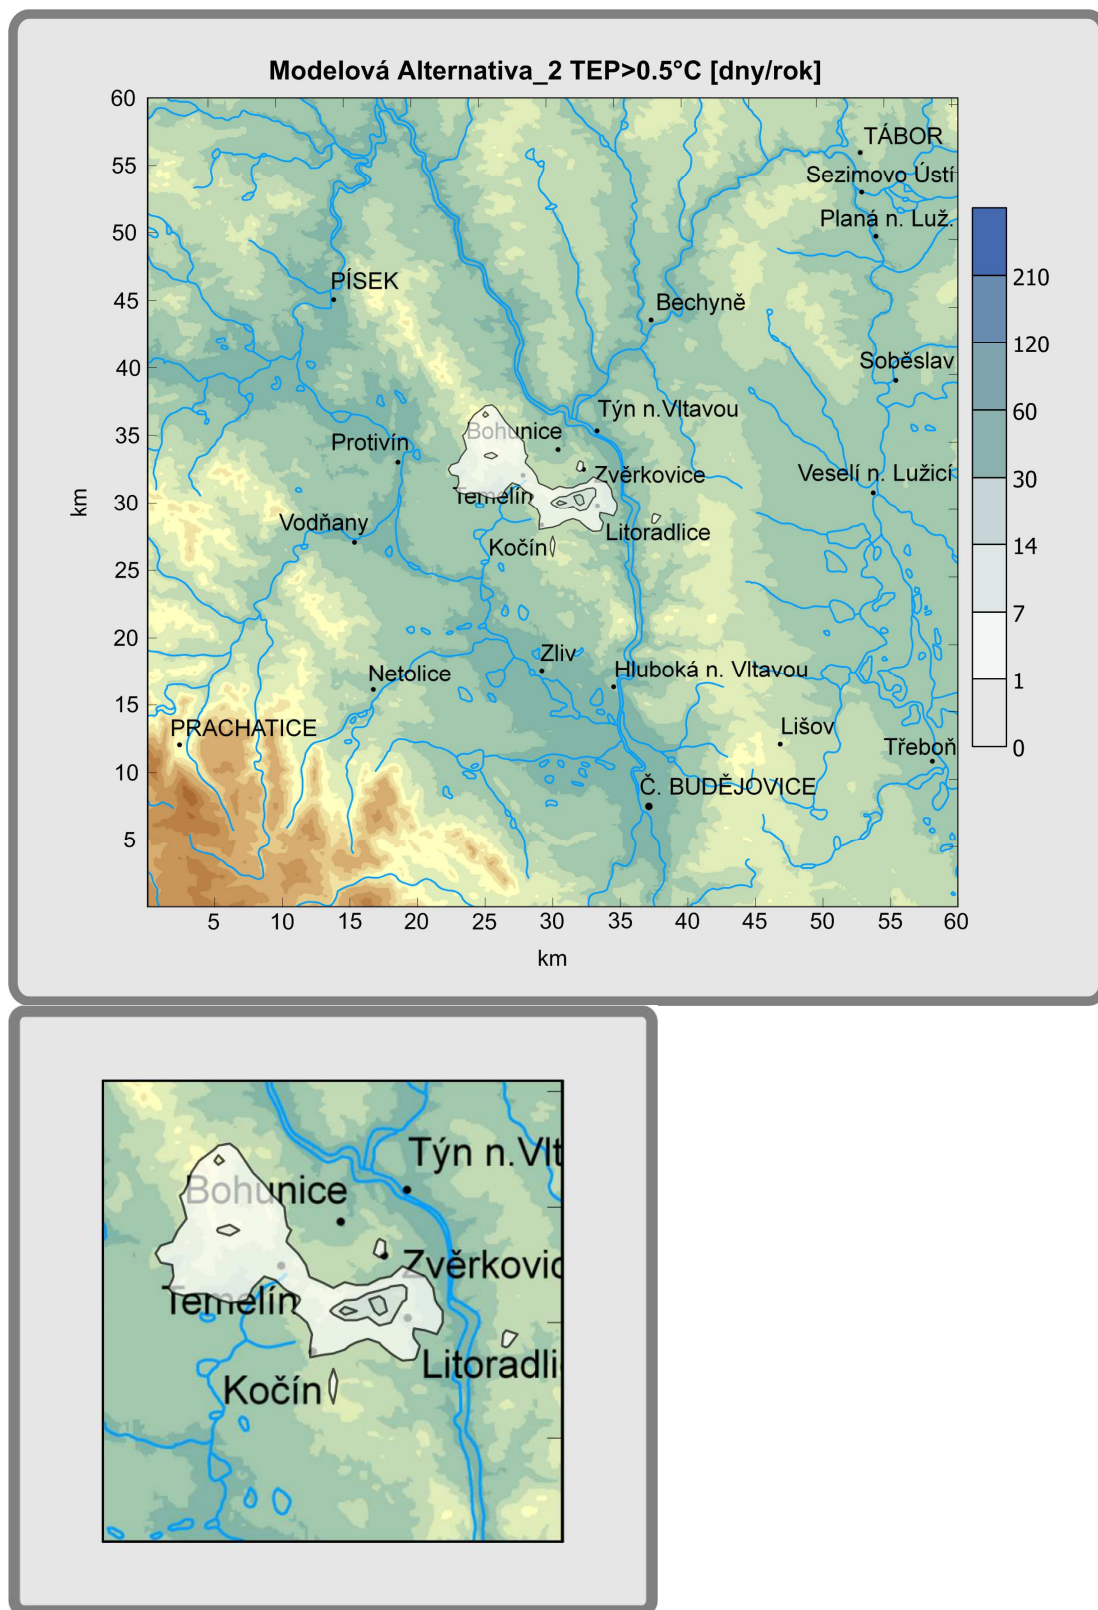 Modelová Alternativa_2 TEP>0.5°C [dny/rok]
60
55
50
45
40
35
30
25
20
15
10
5
km
5
10
15
20
25
30
35
40
45
50
55
60
km
TÁBOR
Sezimovo Ústí
Planá n. Luž.
PÍSEK
Bechyně
Soběslav
Týn n.Vltavou
Bohunice
Protivín
Zvěrkovice
Veselí n. Lužicí
Temelín
Vodňany
Litoradlice
Kočín
Zliv
Netolice
Hluboká n. Vltavou
PRACHATICE
Lišov
Třeboň
Č. BUDĚJOVICE
210
120
60
30
14
7
1
0
Týn n.Vlt
Bohunice
Zvěrkovic
Temelín
Litoradli
Kočín